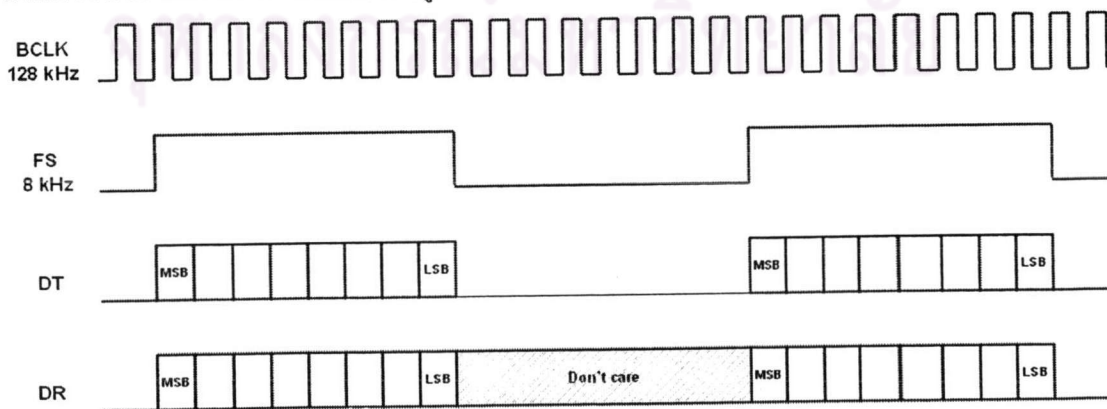 BCLK
128 kHz
FS
8 kHz
DT
MSB LSB MSB LSB
DR
MSB LSB Don't care MSB LSB